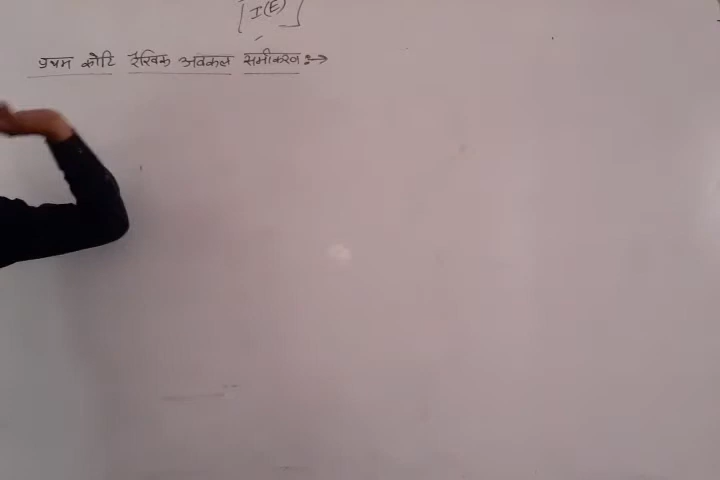 [I(E)]
प्रथम कोटि रैखिक अवकल समीकरण :→